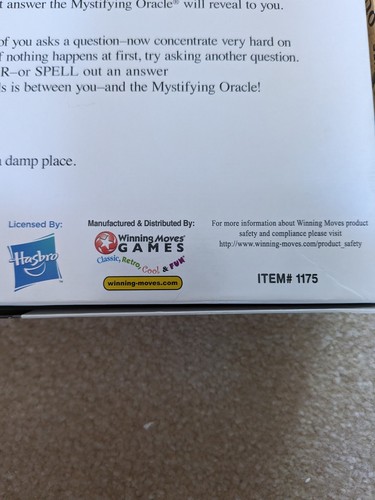 t answer the Mystifying Oracle® will reveal to you.
of you asks a question–now concentrate very hard on
f nothing happens at first, try asking another question.
R–or SPELL out an answer
ls is between you–and the Mystifying Oracle!
damp place.
Licensed By:
Hasbro
Manufactured & Distributed By:
Winning Moves®
GAMES
Classic, Retro, Cool & FUN®
winning-moves.com
For more information about Winning Moves product
safety and compliance please visit
http://www.winning-moves.com/product_safety
ITEM# 1175